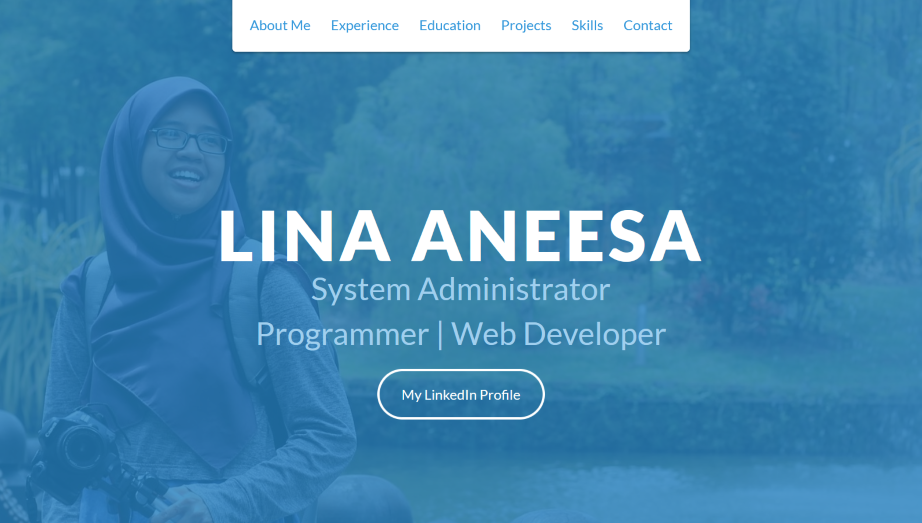 About Me Experience Education Projects Skills Contact
LINA ANEESA
System Administrator
Programmer | Web Developer
My LinkedIn Profile